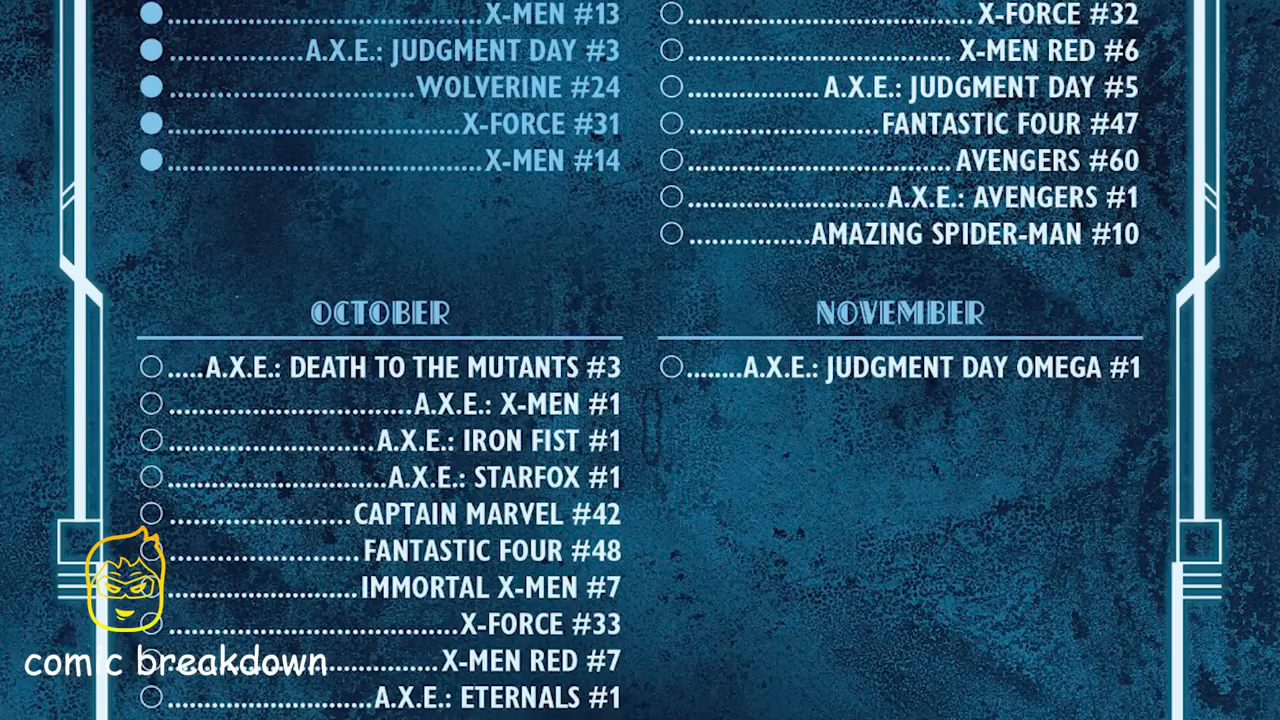 X-MEN #13
A.X.E.: JUDGMENT DAY #3
WOLVERINE #24
X-FORCE #31
X-MEN #14
X-FORCE #32
X-MEN RED #6
A.X.E.: JUDGMENT DAY #5
FANTASTIC FOUR #47
AVENGERS #60
A.X.E.: AVENGERS #1
AMAZING SPIDER-MAN #10
OCTOBER
A.X.E.: DEATH TO THE MUTANTS #3
A.X.E.: X-MEN #1
A.X.E.: IRON FIST #1
A.X.E.: STARFOX #1
CAPTAIN MARVEL #42
FANTASTIC FOUR #48
IMMORTAL X-MEN #7
X-FORCE #33
X-MEN RED #7
A.X.E.: ETERNALS #1
NOVEMBER
A.X.E.: JUDGMENT DAY OMEGA #1
comic breakdown